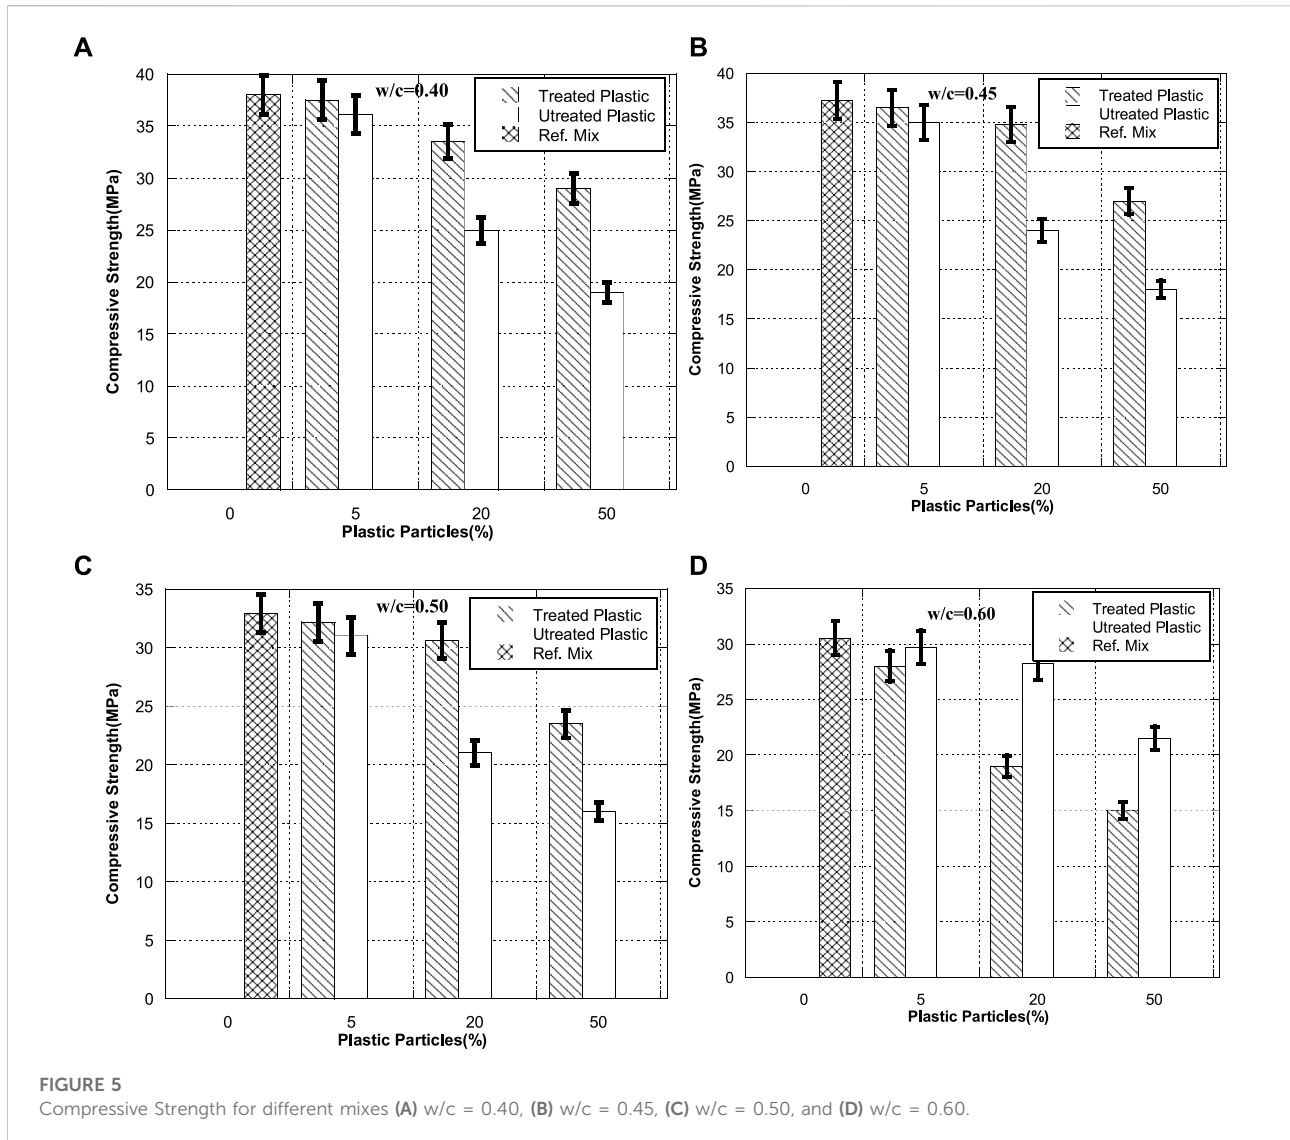 A
Compressive Strength(MPa)
40
35
30
25
20
15
10
5
0
w/c=0.40
Treated Plastic
Utreated Plastic
Ref. Mix
0 5 20 50
Plastic Particles(%)
B
Compressive Strength(MPa)
40
35
30
25
20
15
10
5
0
w/c=0.45
Treated Plastic
Utreated Plastic
Ref. Mix
0 5 20 50
Plastic Particles(%)
C
Compressive Strength(MPa)
35
30
25
20
15
10
5
0
w/c=0.50
Treated Plastic
Utreated Plastic
Ref. Mix
0 5 20 50
Plastic Particles(%)
D
Compressive Strength(MPa)
35
30
25
20
15
10
5
0
w/c=0.60
Treated Plastic
Utreated Plastic
Ref. Mix
0 5 20 50
Plastic Particles(%)
FIGURE 5
Compressive Strength for different mixes (A) w/c = 0.40, (B) w/c = 0.45, (C) w/c = 0.50, and (D) w/c = 0.60.